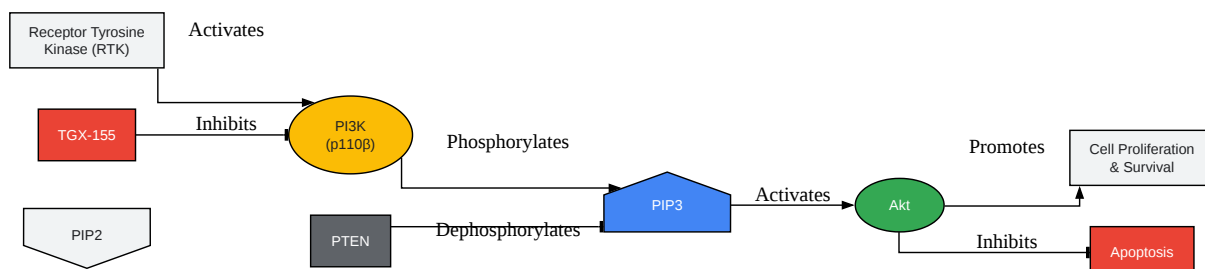 Receptor Tyrosine
Kinase (RTK)
Activates
TGX-155
Inhibits
PI3K
(p110β)
Phosphorylates
Promotes
Cell Proliferation
& Survival
PIP2
PTEN
Dephosphorylates
PIP3
Activates
Akt
Inhibits
Apoptosis